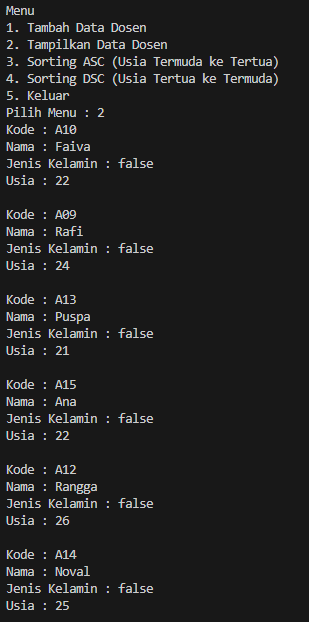 Menu
1. Tambah Data Dosen
2. Tampilkan Data Dosen
3. Sorting ASC (Usia Termuda ke Tertua)
4. Sorting DSC (Usia Tertua ke Termuda)
5. Keluar
Pilih Menu : 2
Kode : A10
Nama : Faiva
Jenis Kelamin : false
Usia : 22
Kode : A09
Nama : Rafi
Jenis Kelamin : false
Usia : 24
Kode : A13
Nama : Puspa
Jenis Kelamin : false
Usia : 21
Kode : A15
Nama : Ana
Jenis Kelamin : false
Usia : 22
Kode : A12
Nama : Rangga
Jenis Kelamin : false
Usia : 26
Kode : A14
Nama : Noval
Jenis Kelamin : false
Usia : 25